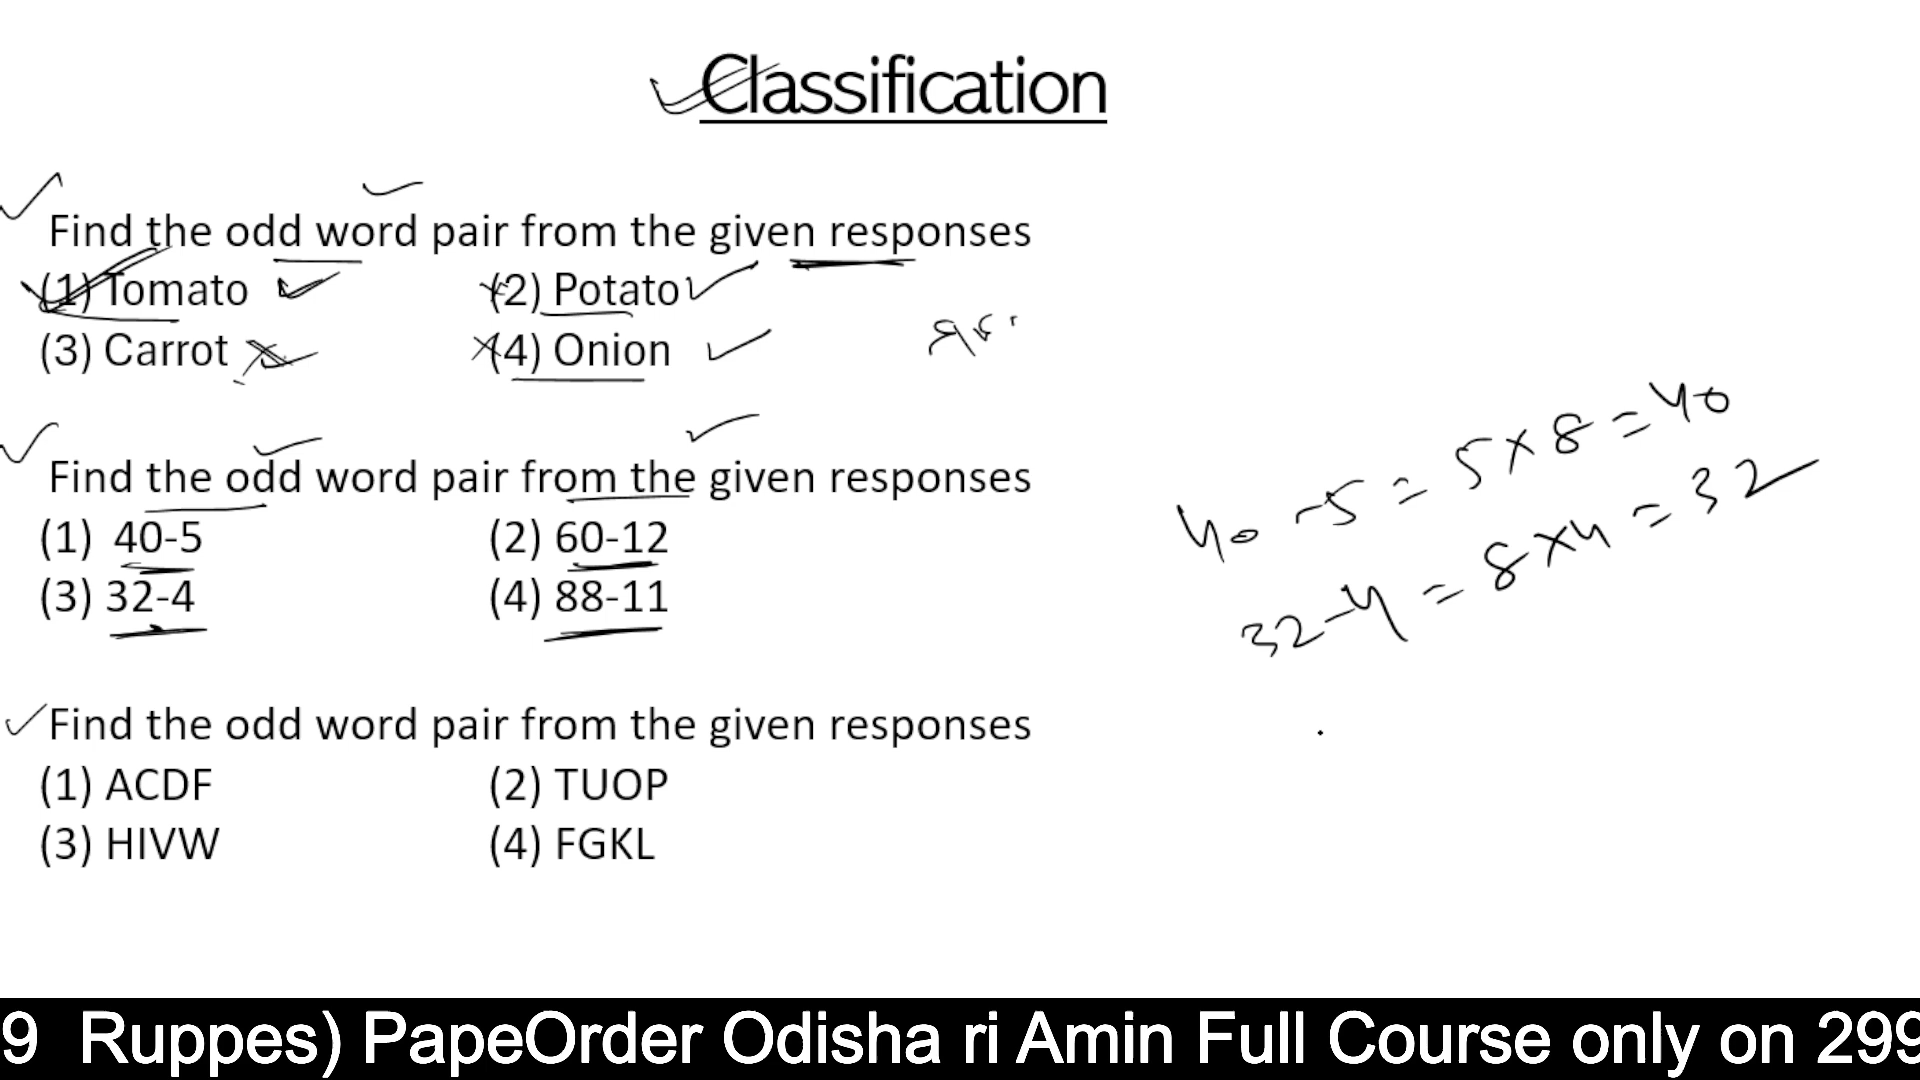 Classification
Find the odd word pair from the given responses
(1) Tomato (2) Potato
(3) Carrot (4) Onion
Find the odd word pair from the given responses
(1) 40-5 (2) 60-12
(3) 32-4 (4) 88-11
40-5 = 5×8=40
32-4 = 8×4=32
Find the odd word pair from the given responses
(1) ACDF (2) TUOP
(3) HIVW (4) FGKL
9 Ruppes) PapeOrder Odisha ri Amin Full Course only on 299